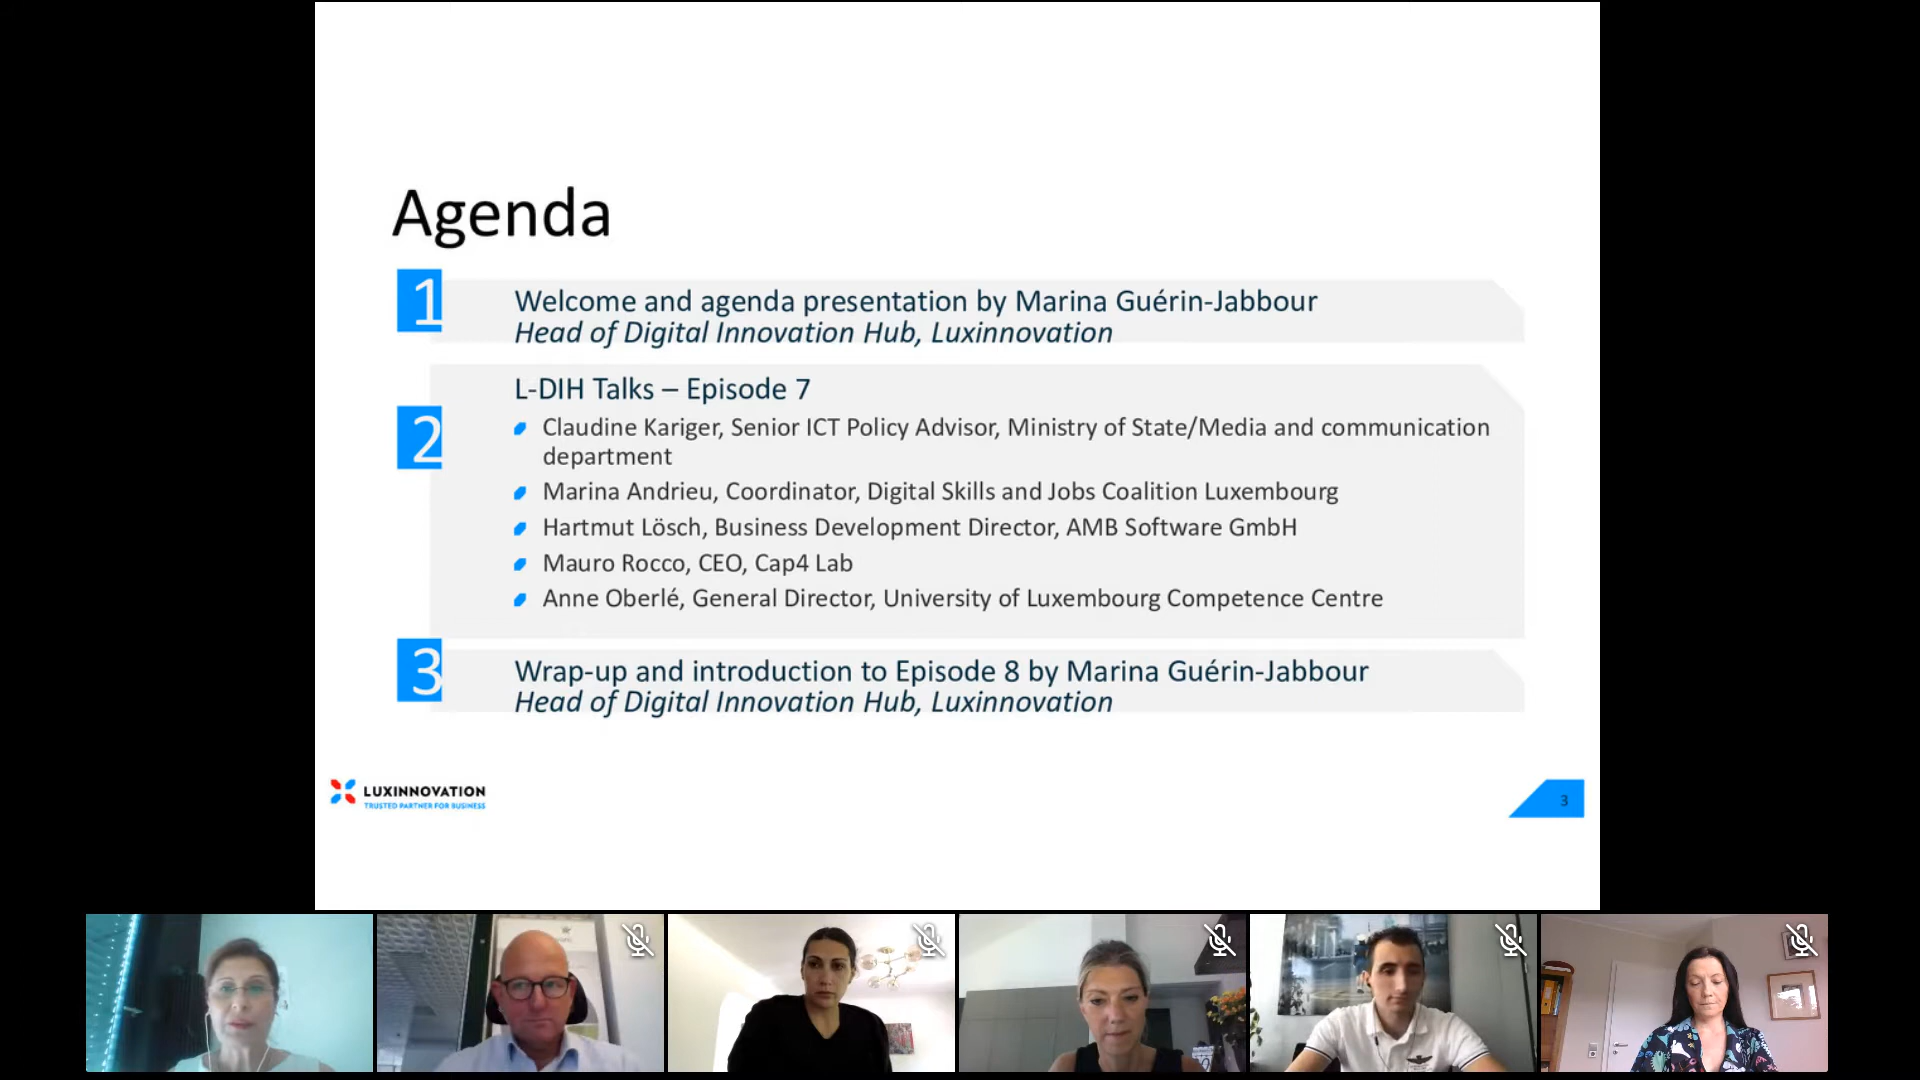 Agenda
1
Welcome and agenda presentation by Marina Guérin-Jabbour
Head of Digital Innovation Hub, Luxinnovation
2
L-DIH Talks – Episode 7
Claudine Kariger, Senior ICT Policy Advisor, Ministry of State/Media and communication
department
Marina Andrieu, Coordinator, Digital Skills and Jobs Coalition Luxembourg
Hartmut Lösch, Business Development Director, AMB Software GmbH
Mauro Rocco, CEO, Cap4 Lab
Anne Oberlé, General Director, University of Luxembourg Competence Centre
3
Wrap-up and introduction to Episode 8 by Marina Guérin-Jabbour
Head of Digital Innovation Hub, Luxinnovation
LUXINNOVATION
TRUSTED PARTNER FOR BUSINESS
3